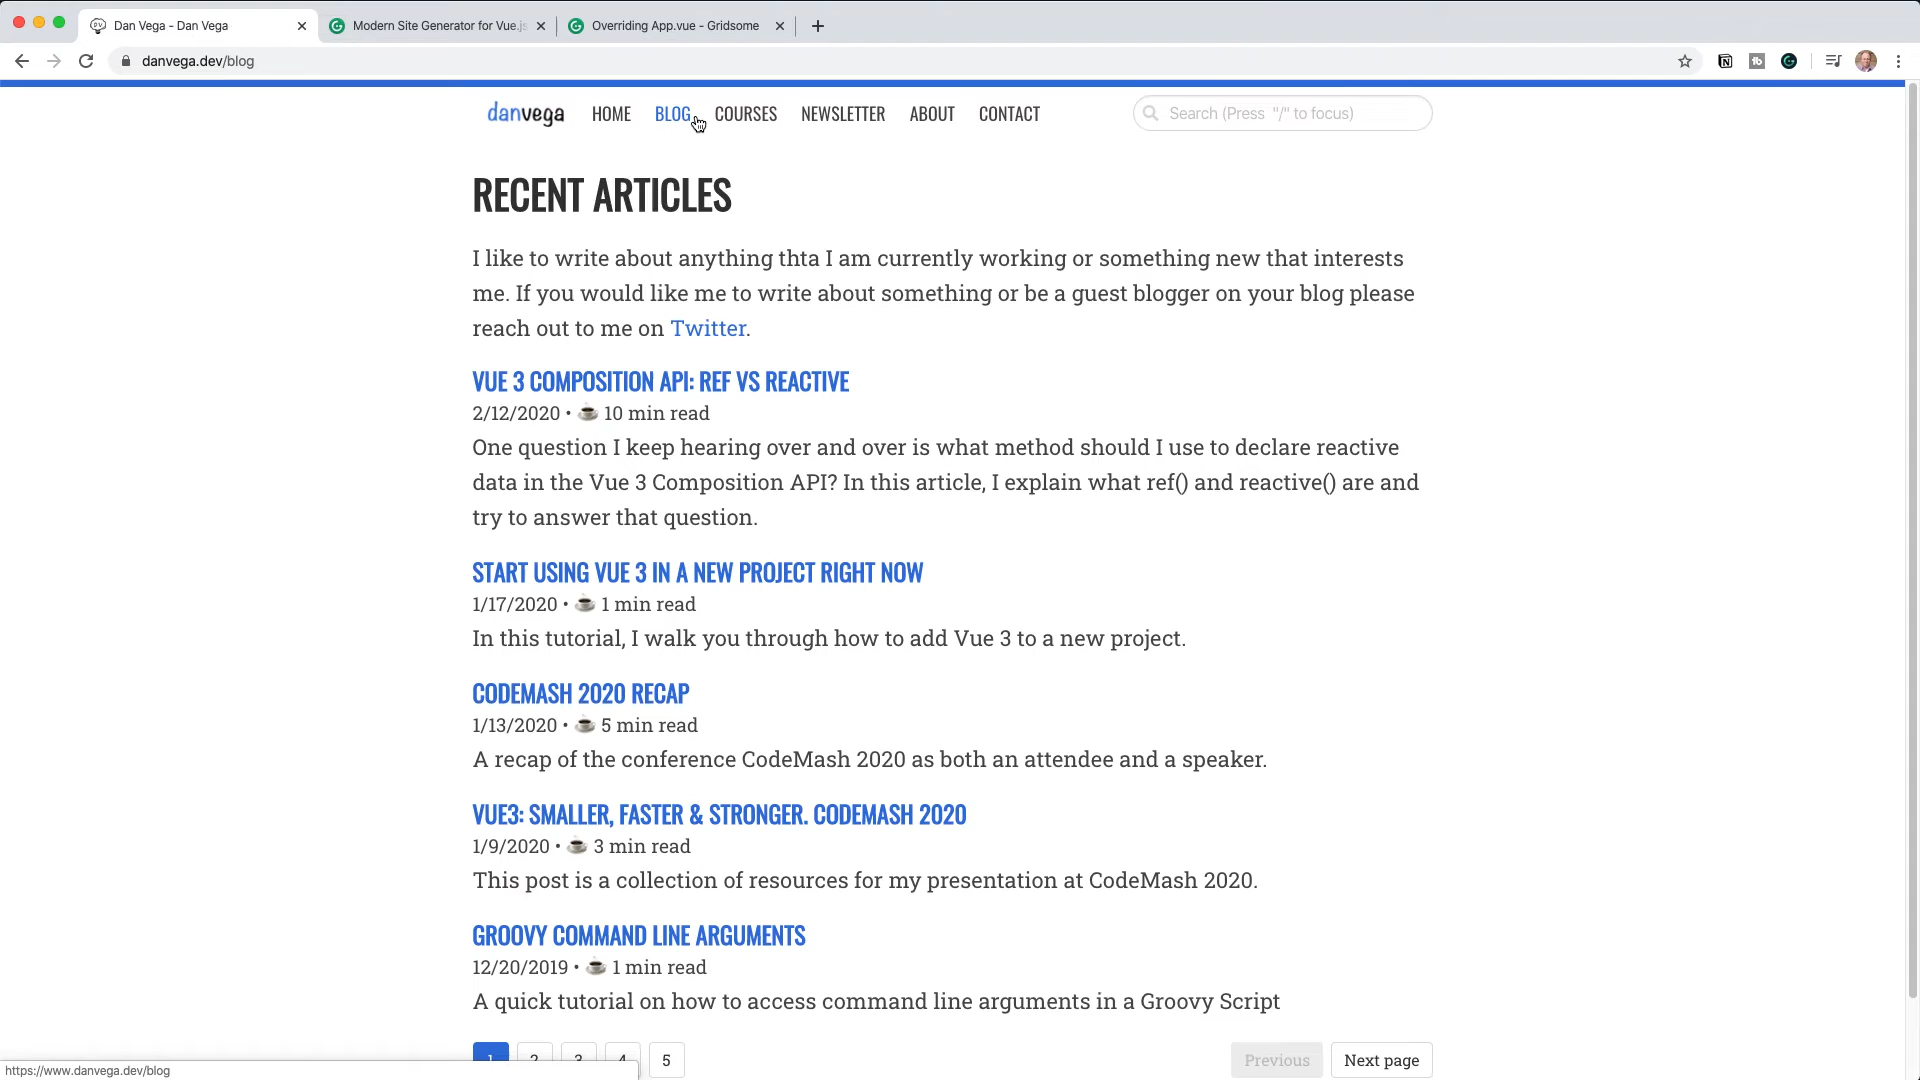 Dan Vega - Dan Vega
Modern Site Generator for Vue.js
Overriding App.vue - Gridsome
danvega.dev/blog
danvega HOME BLOG COURSES NEWSLETTER ABOUT CONTACT
Search (Press "/" to focus)
RECENT ARTICLES
I like to write about anything thta I am currently working or something new that interests
me. If you would like me to write about something or be a guest blogger on your blog please
reach out to me on Twitter.
VUE 3 COMPOSITION API: REF VS REACTIVE
2/12/2020 • ☕ 10 min read
One question I keep hearing over and over is what method should I use to declare reactive
data in the Vue 3 Composition API? In this article, I explain what ref() and reactive() are and
try to answer that question.
START USING VUE 3 IN A NEW PROJECT RIGHT NOW
1/17/2020 • ☕ 1 min read
In this tutorial, I walk you through how to add Vue 3 to a new project.
CODEMASH 2020 RECAP
1/13/2020 • ☕ 5 min read
A recap of the conference CodeMash 2020 as both an attendee and a speaker.
VUE3: SMALLER, FASTER & STRONGER. CODEMASH 2020
1/9/2020 • ☕ 3 min read
This post is a collection of resources for my presentation at CodeMash 2020.
GROOVY COMMAND LINE ARGUMENTS
12/20/2019 • ☕ 1 min read
A quick tutorial on how to access command line arguments in a Groovy Script
1 2 3 4 5 Previous Next page
https://www.danvega.dev/blog